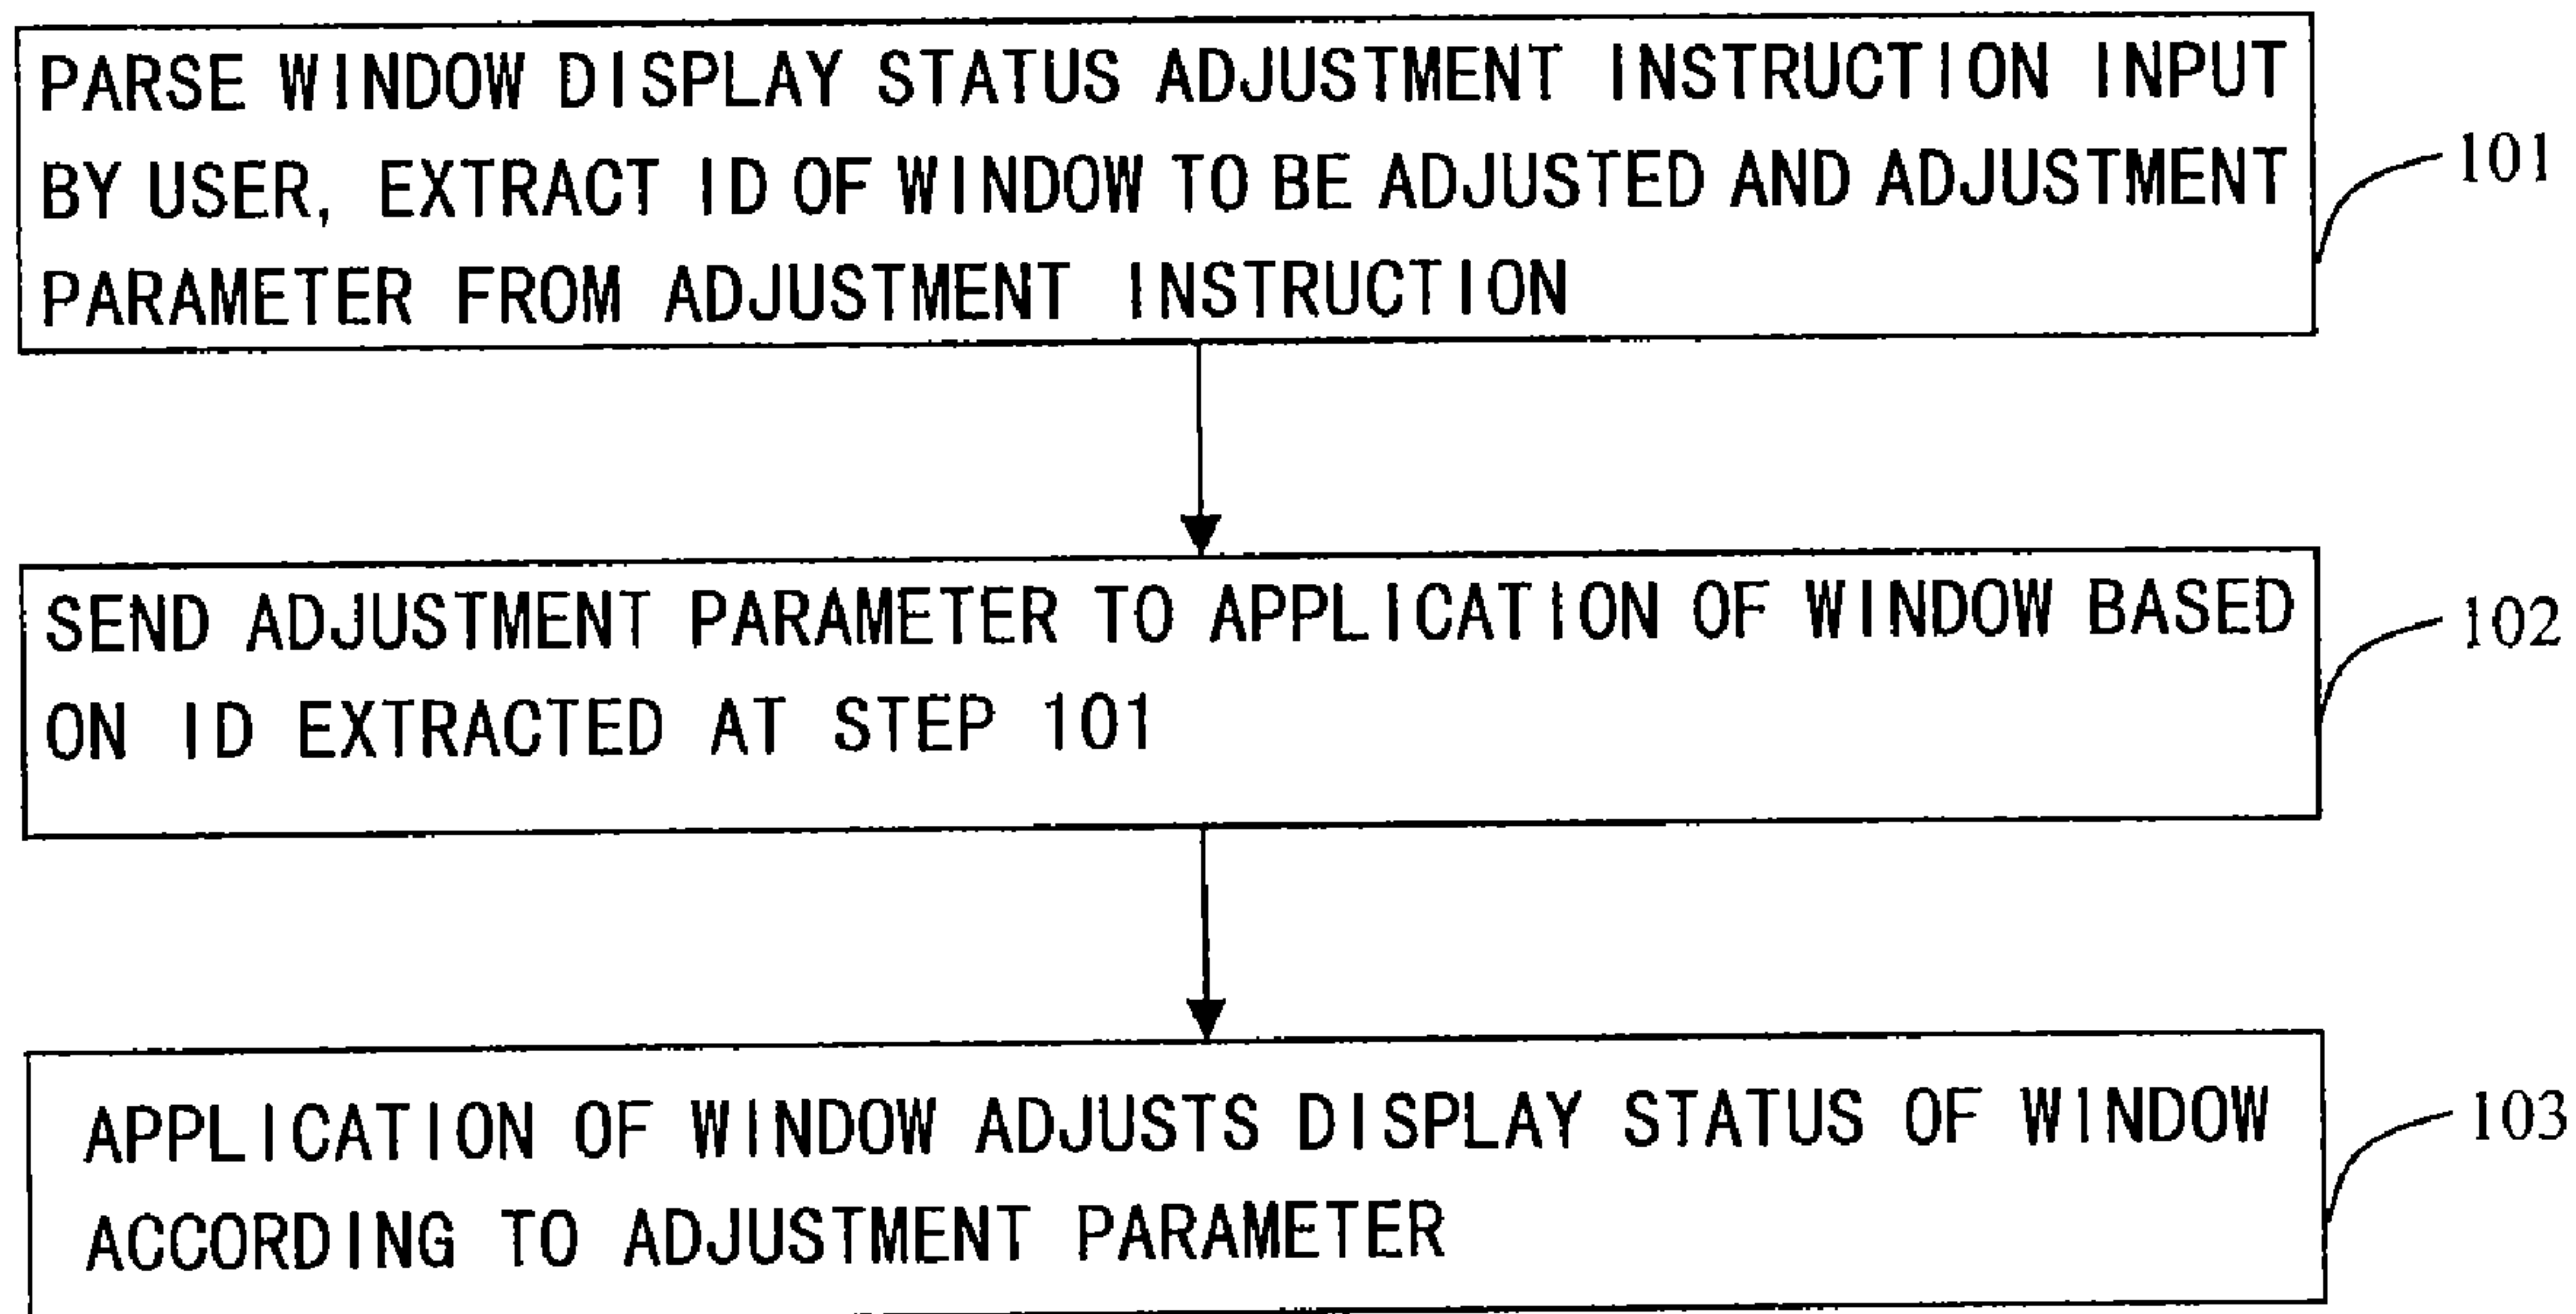 PARSE WINDOW DISPLAY STATUS ADJUSTMENT INSTRUCTION INPUT
BY USER, EXTRACT ID OF WINDOW TO BE ADJUSTED AND ADJUSTMENT
PARAMETER FROM ADJUSTMENT INSTRUCTION
101
SEND ADJUSTMENT PARAMETER TO APPLICATION OF WINDOW BASED
ON ID EXTRACTED AT STEP 101
102
APPLICATION OF WINDOW ADJUSTS DISPLAY STATUS OF WINDOW
ACCORDING TO ADJUSTMENT PARAMETER
103